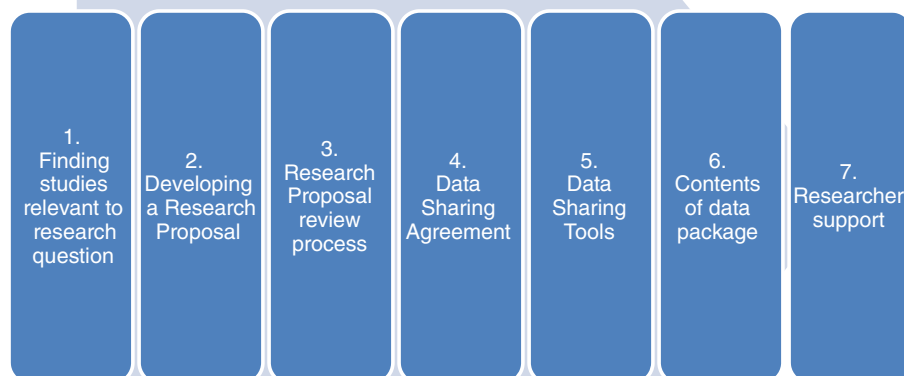 1.
Finding
studies
relevant to
research
question
2.
Developing
a Research
Proposal
3.
Research
Proposal
review
process
4.
Data
Sharing
Agreement
5.
Data
Sharing
Tools
6.
Contents
of data
package
7.
Researcher
support